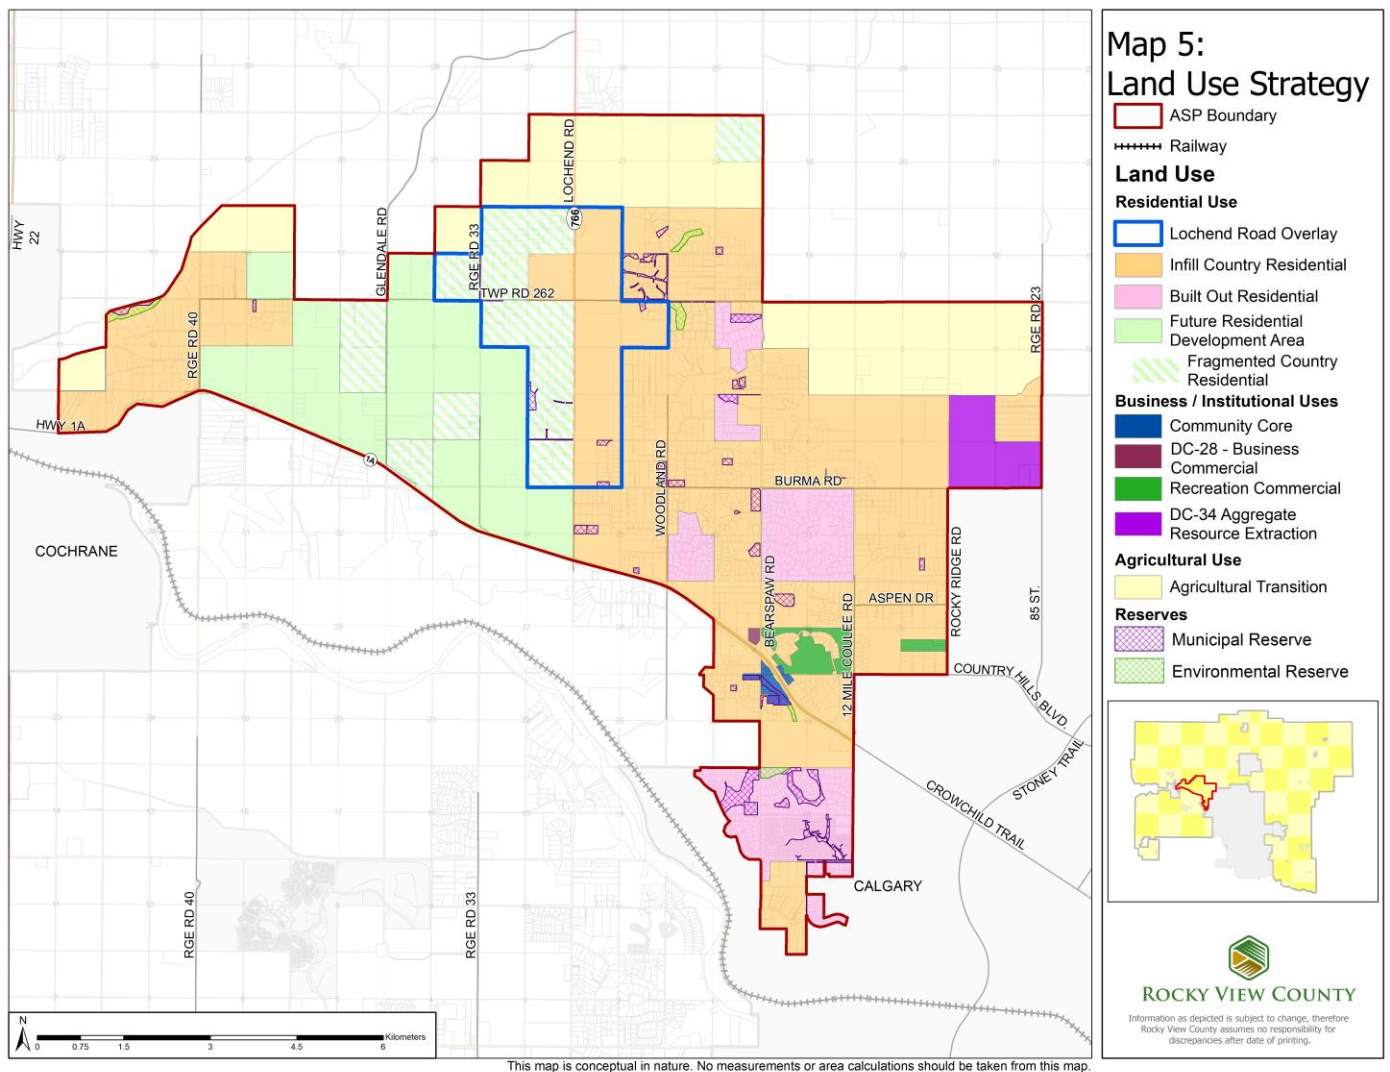 Map 5:
Land Use Strategy
ASP Boundary
Railway
Land Use
Residential Use
Lochend Road Overlay
Infill Country Residential
Built Out Residential
Future Residential
Development Area
Fragmented Country
Residential
Business / Institutional Uses
Community Core
DC-28 - Business
Commercial
Recreation Commercial
DC-34 Aggregate
Resource Extraction
Agricultural Use
Agricultural Transition
Reserves
Municipal Reserve
Environmental Reserve
ROCKY VIEW COUNTY
Information as depicted is subject to change, therefore
Rocky View County assumes no responsibility for
discrepancies after date of printing.
HWY
22
GLENDALE RD
RGE RD 33
LOCHEND RD
766
TWP RD 262
RGE RD 40
RGE RD 23
HWY 1A
1A
WOODLAND RD
BURMA RD
COCHRANE
BEARSPAW RD
12 MILE COULEE RD
ASPEN DR
ROCKY RIDGE RD
85 ST.
COUNTRY HILLS BLVD.
STONEY TRAIL
CROWCHILD TRAIL
CALGARY
RGE RD 40
RGE RD 33
N
0 0.75 1.5 3 4.5 6
Kilometers
This map is conceptual in nature. No measurements or area calculations should be taken from this map.